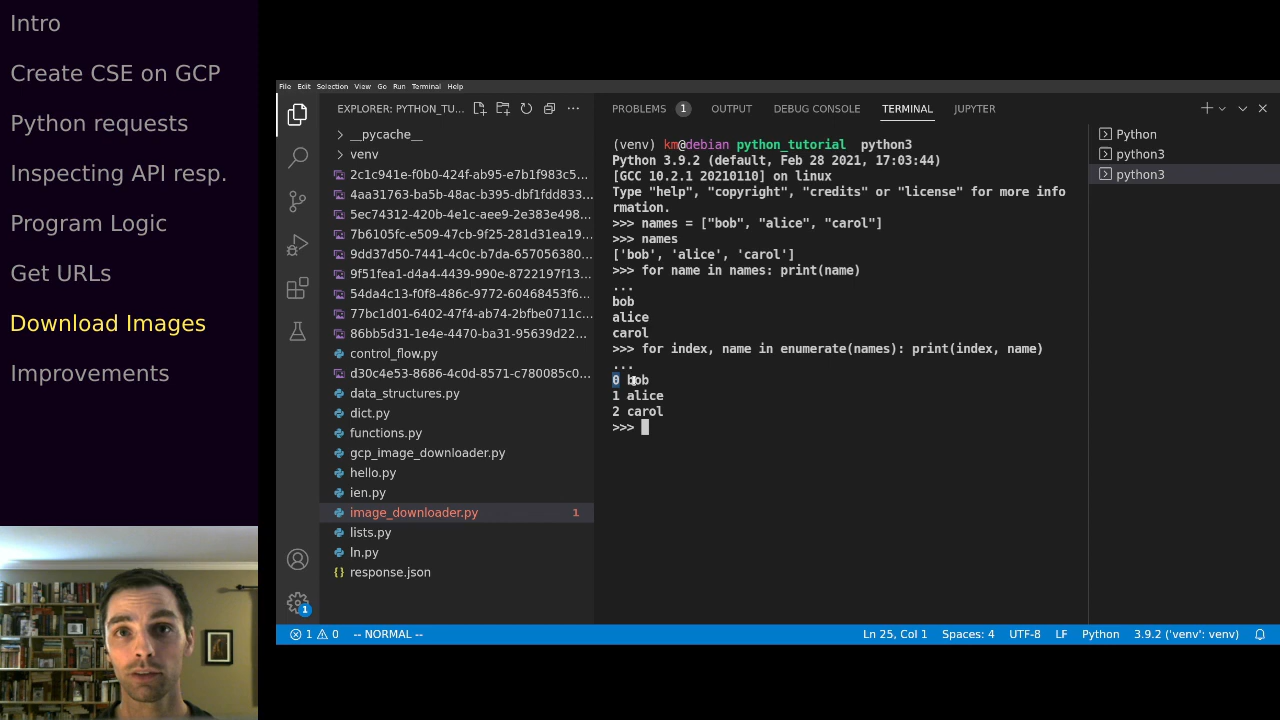 Intro
Create CSE on GCP
Python requests
Inspecting API resp.
Program Logic
Get URLs
Download Images
Improvements
File Edit Selection View Go Run Terminal Help
EXPLORER: PYTHON_TU...
__pycache__
venv
2c1c941e-f0b0-424f-ab95-e7b1f983c5...
4aa31763-ba5b-48ac-b395-dbf1fdd833...
5ec74312-420b-4e1c-aee9-2e383e498...
7b6105fc-e509-47cb-9f25-281d31ea19...
9dd37d50-7441-4c0c-b7da-657056380...
9f51fea1-d4a4-4439-990e-8722197f13...
54da4c13-f0f8-486c-9772-60468453f6...
77bc1d01-6402-47f4-ab74-2bfbe0711c...
86bb5d31-1e4e-4470-ba31-95639d22...
control_flow.py
d30c4e53-8686-4c0d-8571-c780085c0...
data_structures.py
dict.py
functions.py
gcp_image_downloader.py
hello.py
ien.py
image_downloader.py 1
lists.py
ln.py
response.json
PROBLEMS 1 OUTPUT DEBUG CONSOLE TERMINAL JUPYTER
(venv) km@debian python_tutorial python3
Python 3.9.2 (default, Feb 28 2021, 17:03:44)
[GCC 10.2.1 20210110] on linux
Type "help", "copyright", "credits" or "license" for more info
rmation.
>>> names = ["bob", "alice", "carol"]
>>> names
['bob', 'alice', 'carol']
>>> for name in names: print(name)
...
bob
alice
carol
>>> for index, name in enumerate(names): print(index, name)
...
0 bob
1 alice
2 carol
>>>
Python
python3
python3
1
1 0 -- NORMAL -- Ln 25, Col 1 Spaces: 4 UTF-8 LF Python 3.9.2 ('venv': venv)